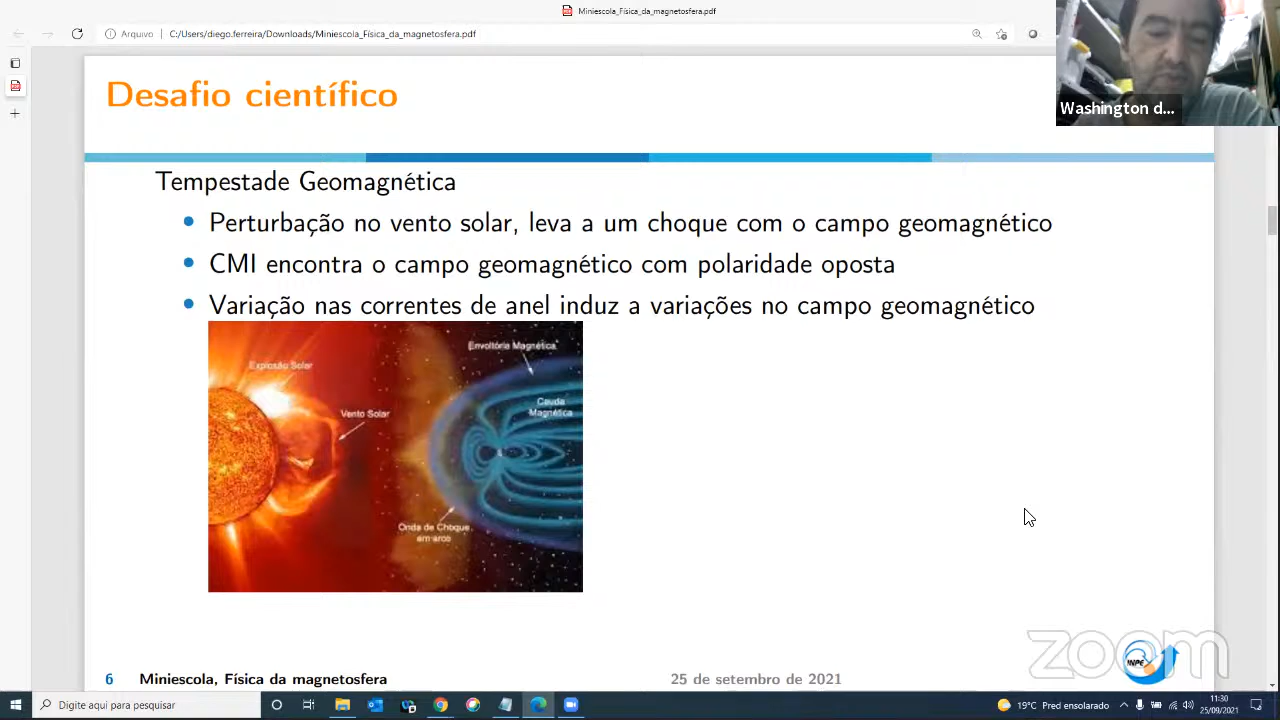 Miniescola_Física_da_magnetosfera.pdf
Arquivo C:/Users/diego.ferreira/Downloads/Miniescola_Física_da_magnetosfera.pdf
Washington d...
Desafio científico
Tempestade Geomagnética
Perturbação no vento solar, leva a um choque com o campo geomagnético
CMI encontra o campo geomagnético com polaridade oposta
Variação nas correntes de anel induz a variações no campo geomagnético
Envoltória Magnética
Explosão Solar
Cauda
Magnética
Vento Solar
Onda de Choque
em arco
zoom
INPE
6 Miniescola, Física da magnetosfera 25 de setembro de 2021
Digite aqui para pesquisar
19°C Pred ensolarado
11:30
25/09/2021